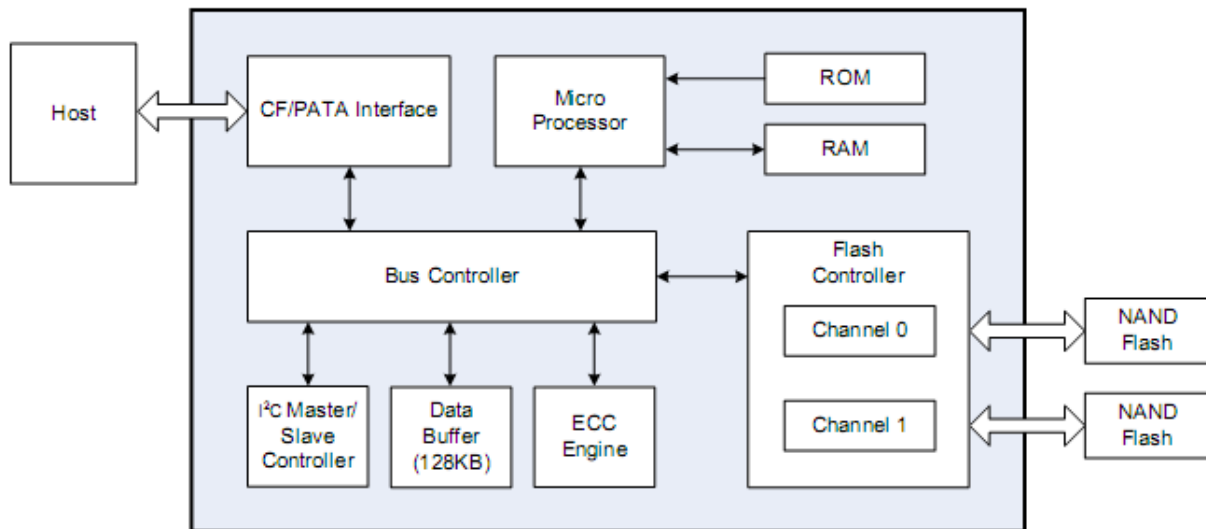 Host
CF/PATA Interface
Micro
Processor
ROM
RAM
Bus Controller
Flash
Controller
Channel 0
Channel 1
NAND
Flash
NAND
Flash
I²C Master/
Slave
Controller
Data
Buffer
(128KB)
ECC
Engine